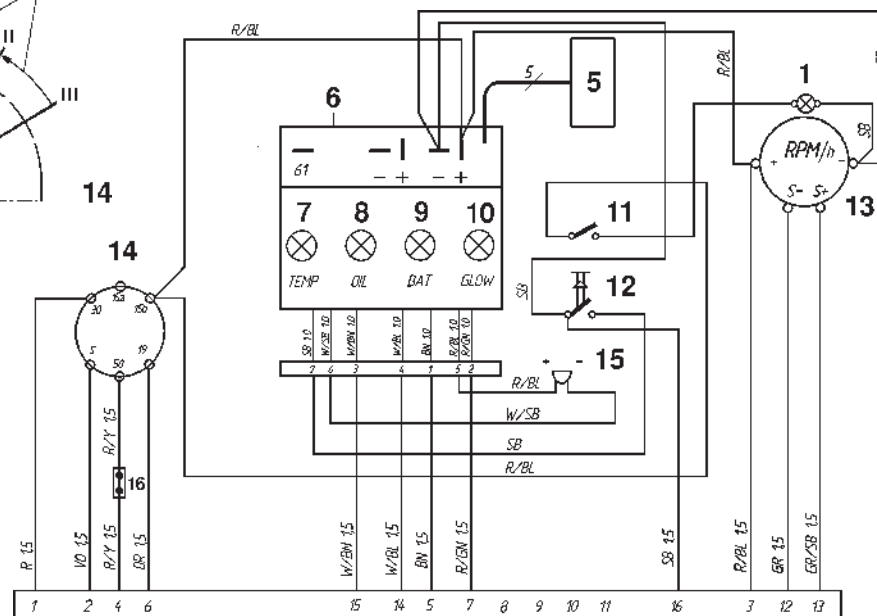 II
III
14
14
R/BL
6
5
5
R/BL
1
SB
RPM/h
+
-
S-
S+
13
61
- +
- +
7
8
9
10
TEMP
OIL
BAT
GLOW
11
SB
12
+ -
15
30
15a
15b
5
50
19
SB 1.0
W/SB 1.0
W/BN 1.0
W/BL 1.0
BN 1.0
R/BL 1.0
R/GN 1.0
7
6
3
4
1
5
2
R/BL
W/SB
SB
R/BL
R/Y 1,5
16
R 1,5
VO 1,5
R/Y 1,5
OR 1,5
W/BN 1,5
W/BL 1,5
BN 1,5
R/GN 1,5
SB 1,5
R/BL 1,5
GR 1,5
GR/SB 1,5
1 2 4 6 15 14 5 7 8 9 10 11 16 3 12 13